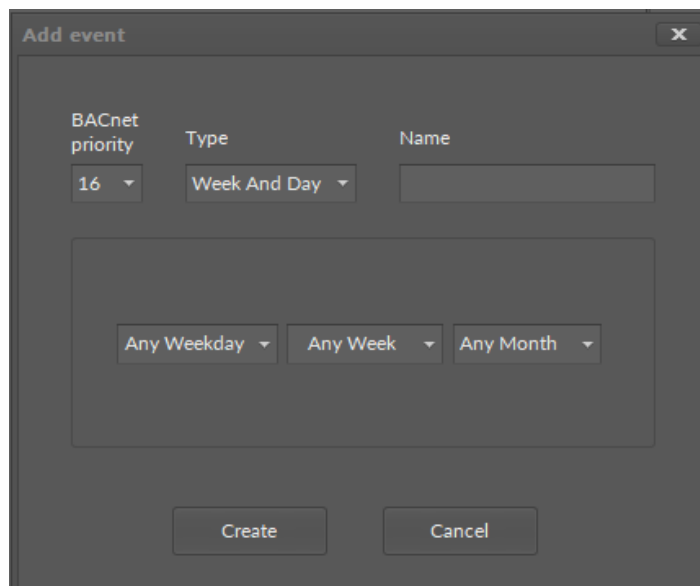 Add event
x
BACnet
priority
Type
Name
16
Week And Day
Any Weekday
Any Week
Any Month
Create
Cancel